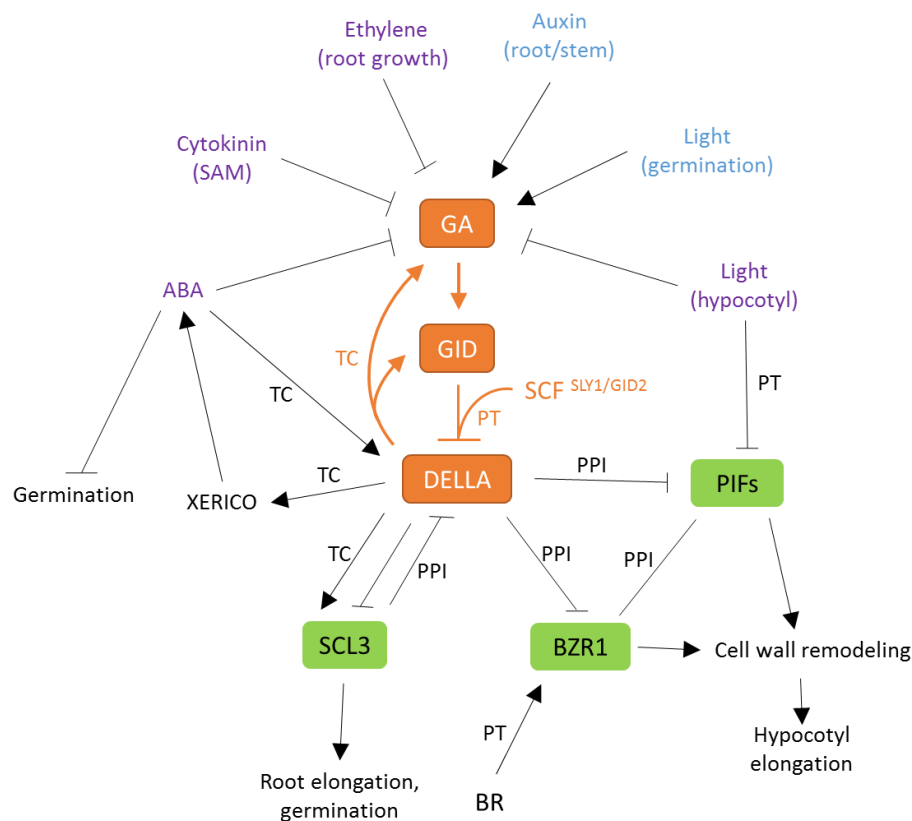 Ethylene
(root growth)
Auxin
(root/stem)
Cytokinin
(SAM)
Light
(germination)
GA
ABA
Light
(hypocotyl)
TC
GID
SCF SLY1/GID2
PT
PT
TC
DELLA
PPI
PIFs
Germination
XERICO
TC
TC
PPI
PPI
PPI
SCL3
BZR1
Cell wall remodeling
PT
Hypocotyl
elongation
Root elongation,
germination
BR